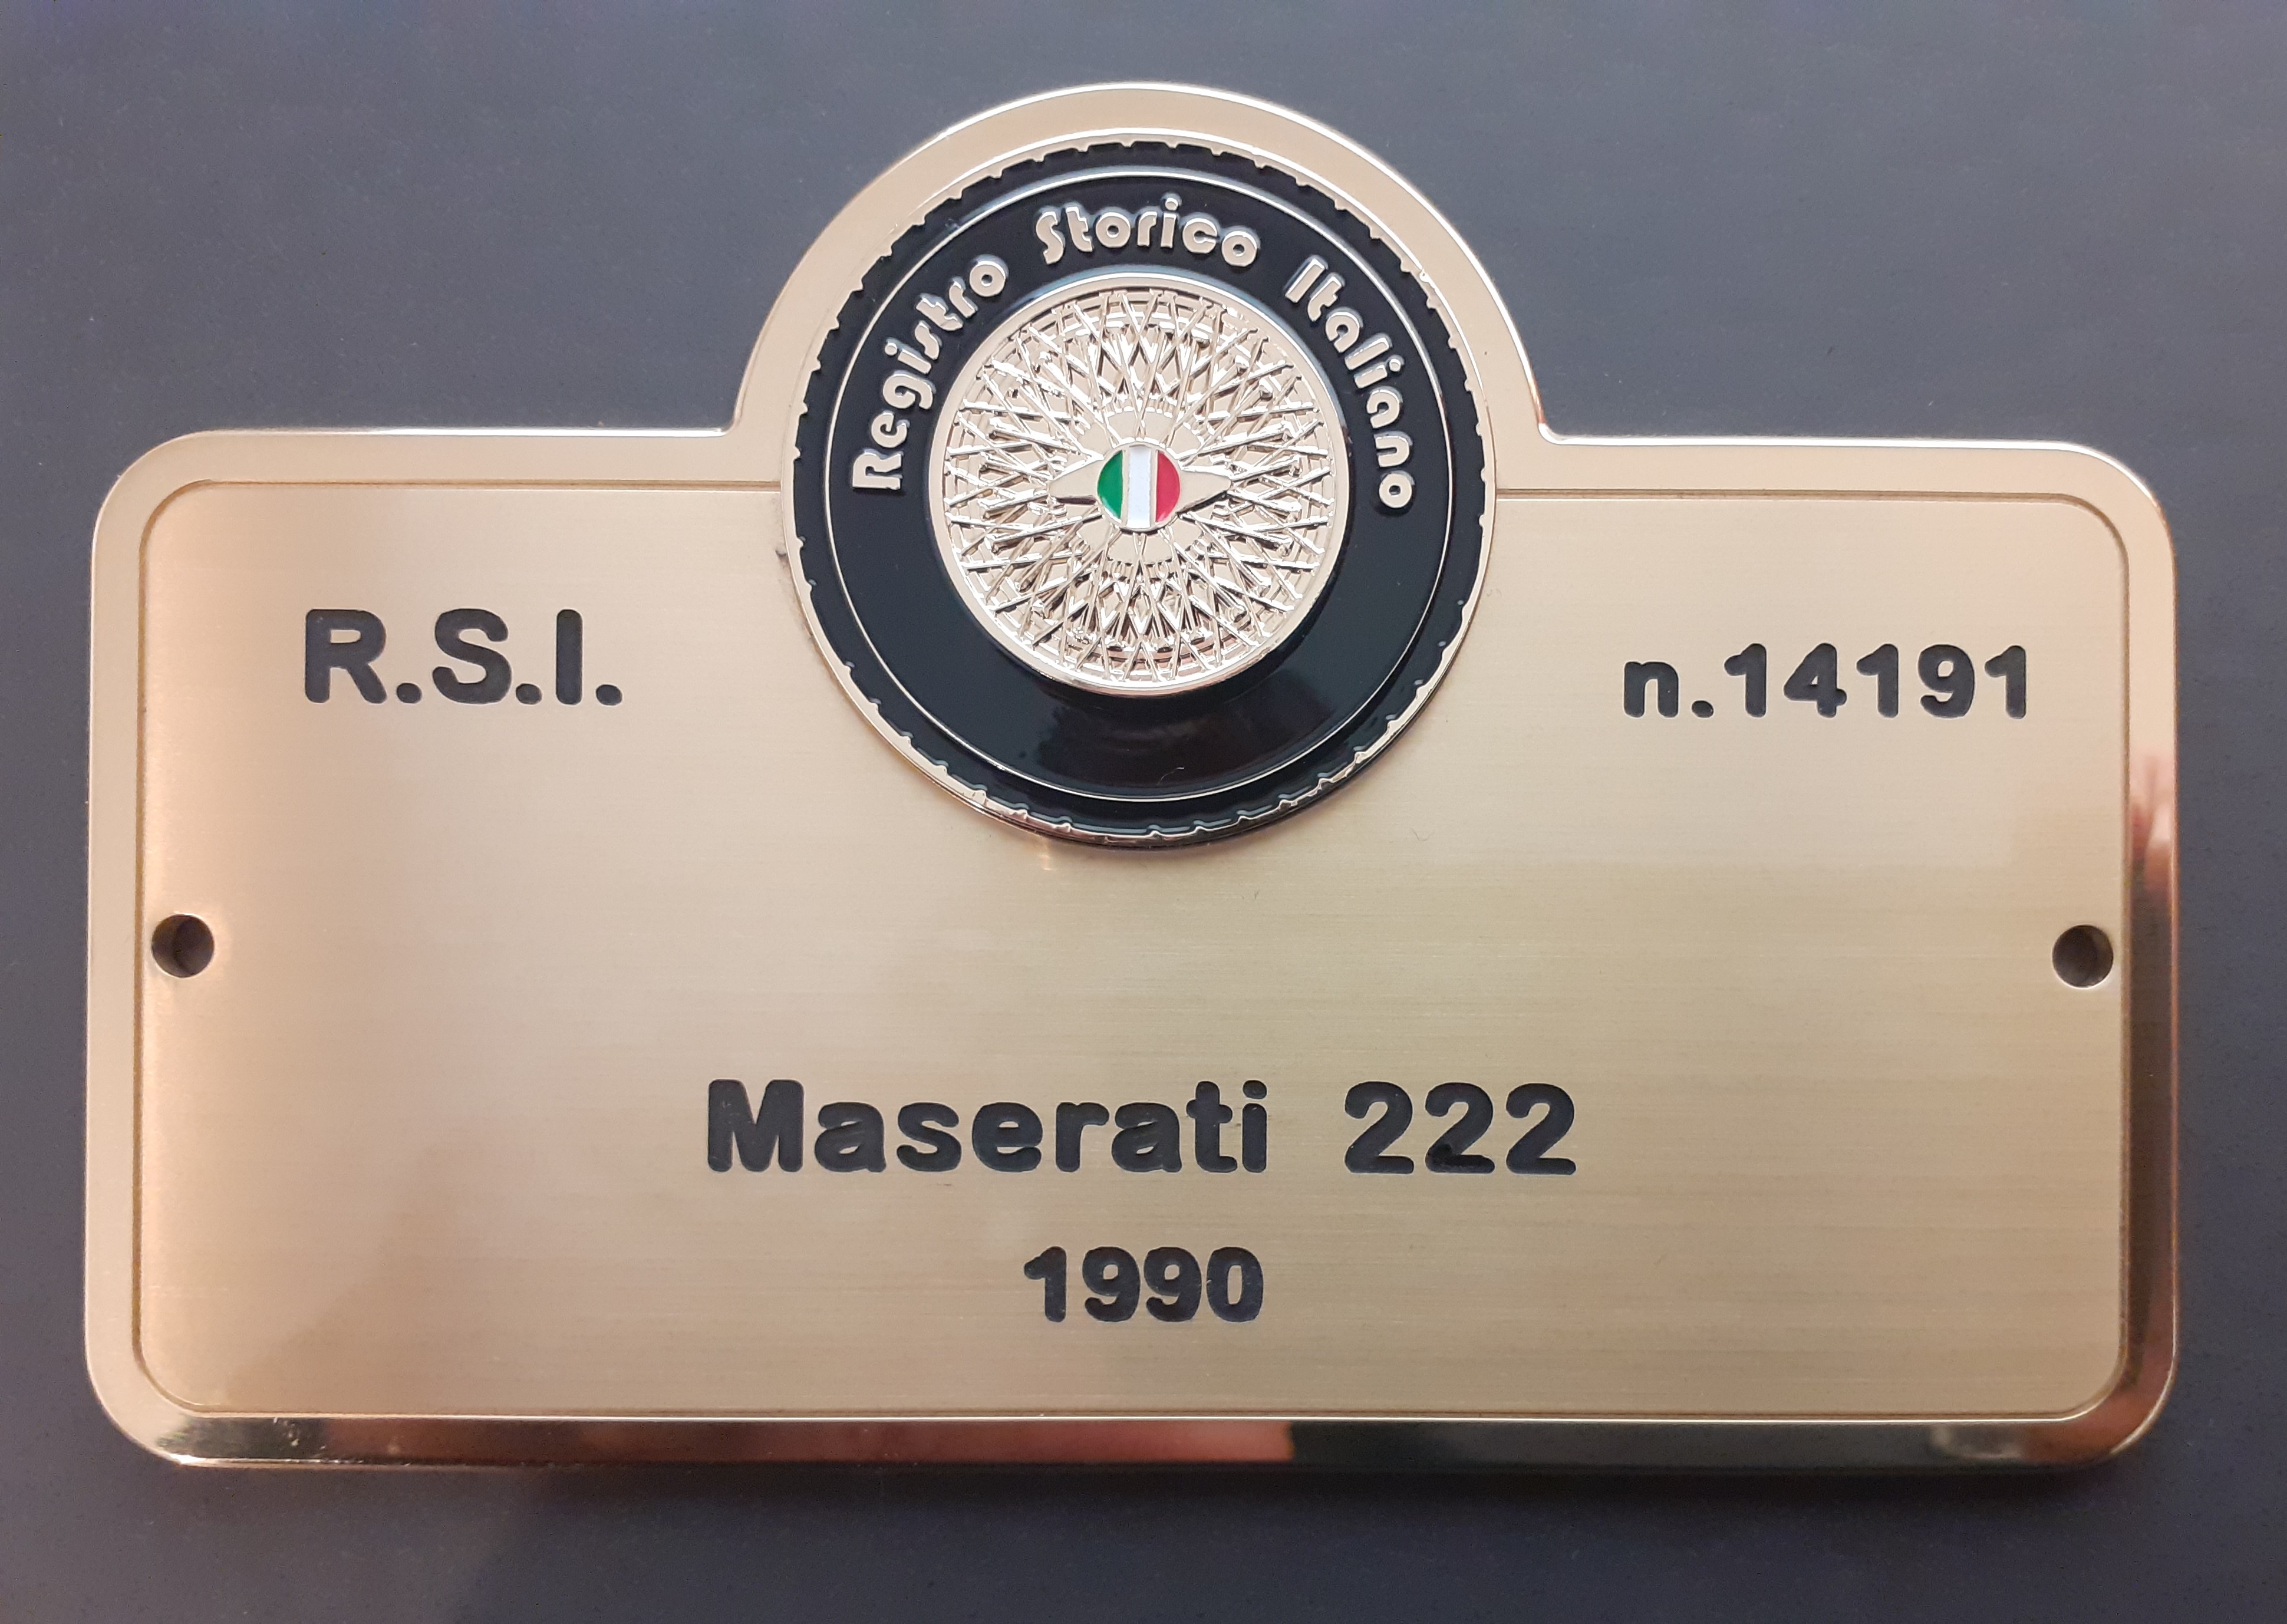 Registro Storico Italiano
R.S.I.
n.14191
Maserati 222
1990